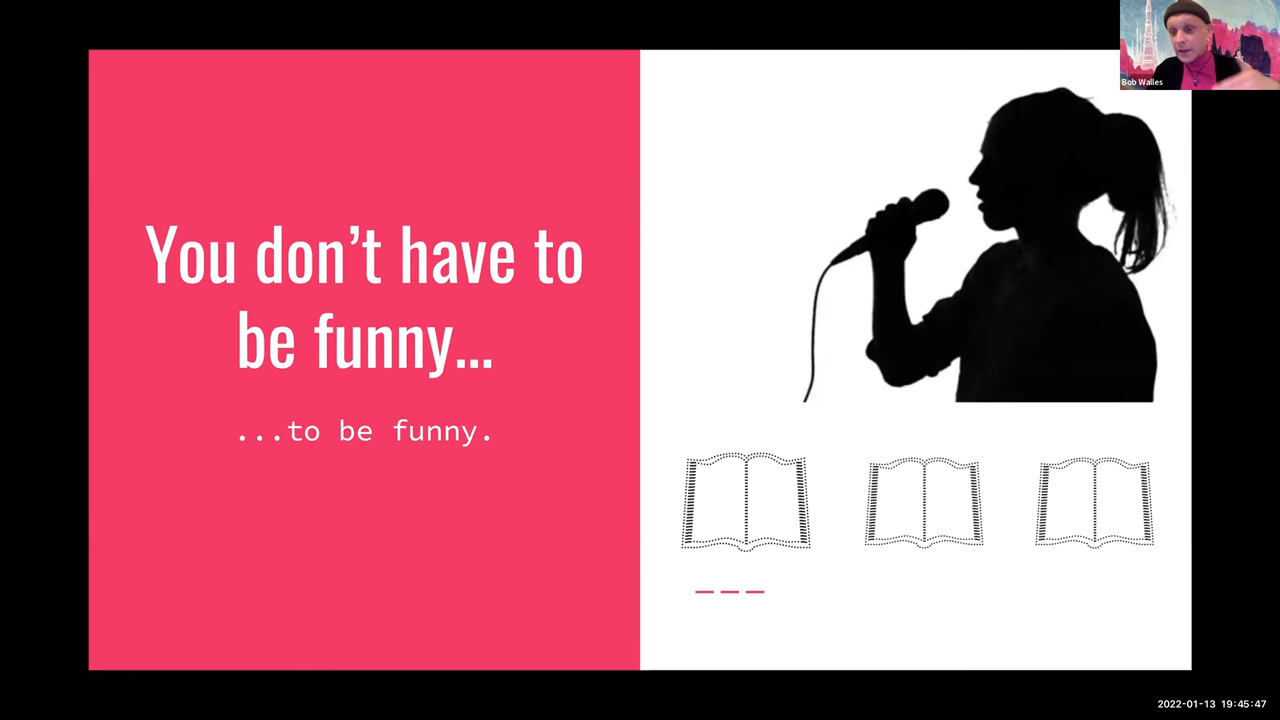 Bob Walles
You don't have to
be funny...
...to be funny.
2022-01-13 19:45:47